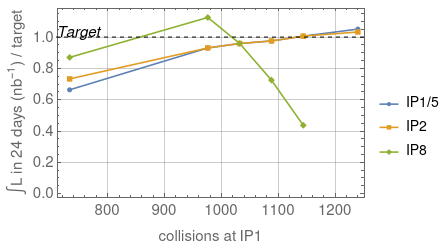 ∫L in 24 days (nb⁻¹) / target
Target
1.0
0.8
0.6
0.4
0.2
0.0
800 900 1000 1100 1200
collisions at IP1
IP1/5
IP2
IP8